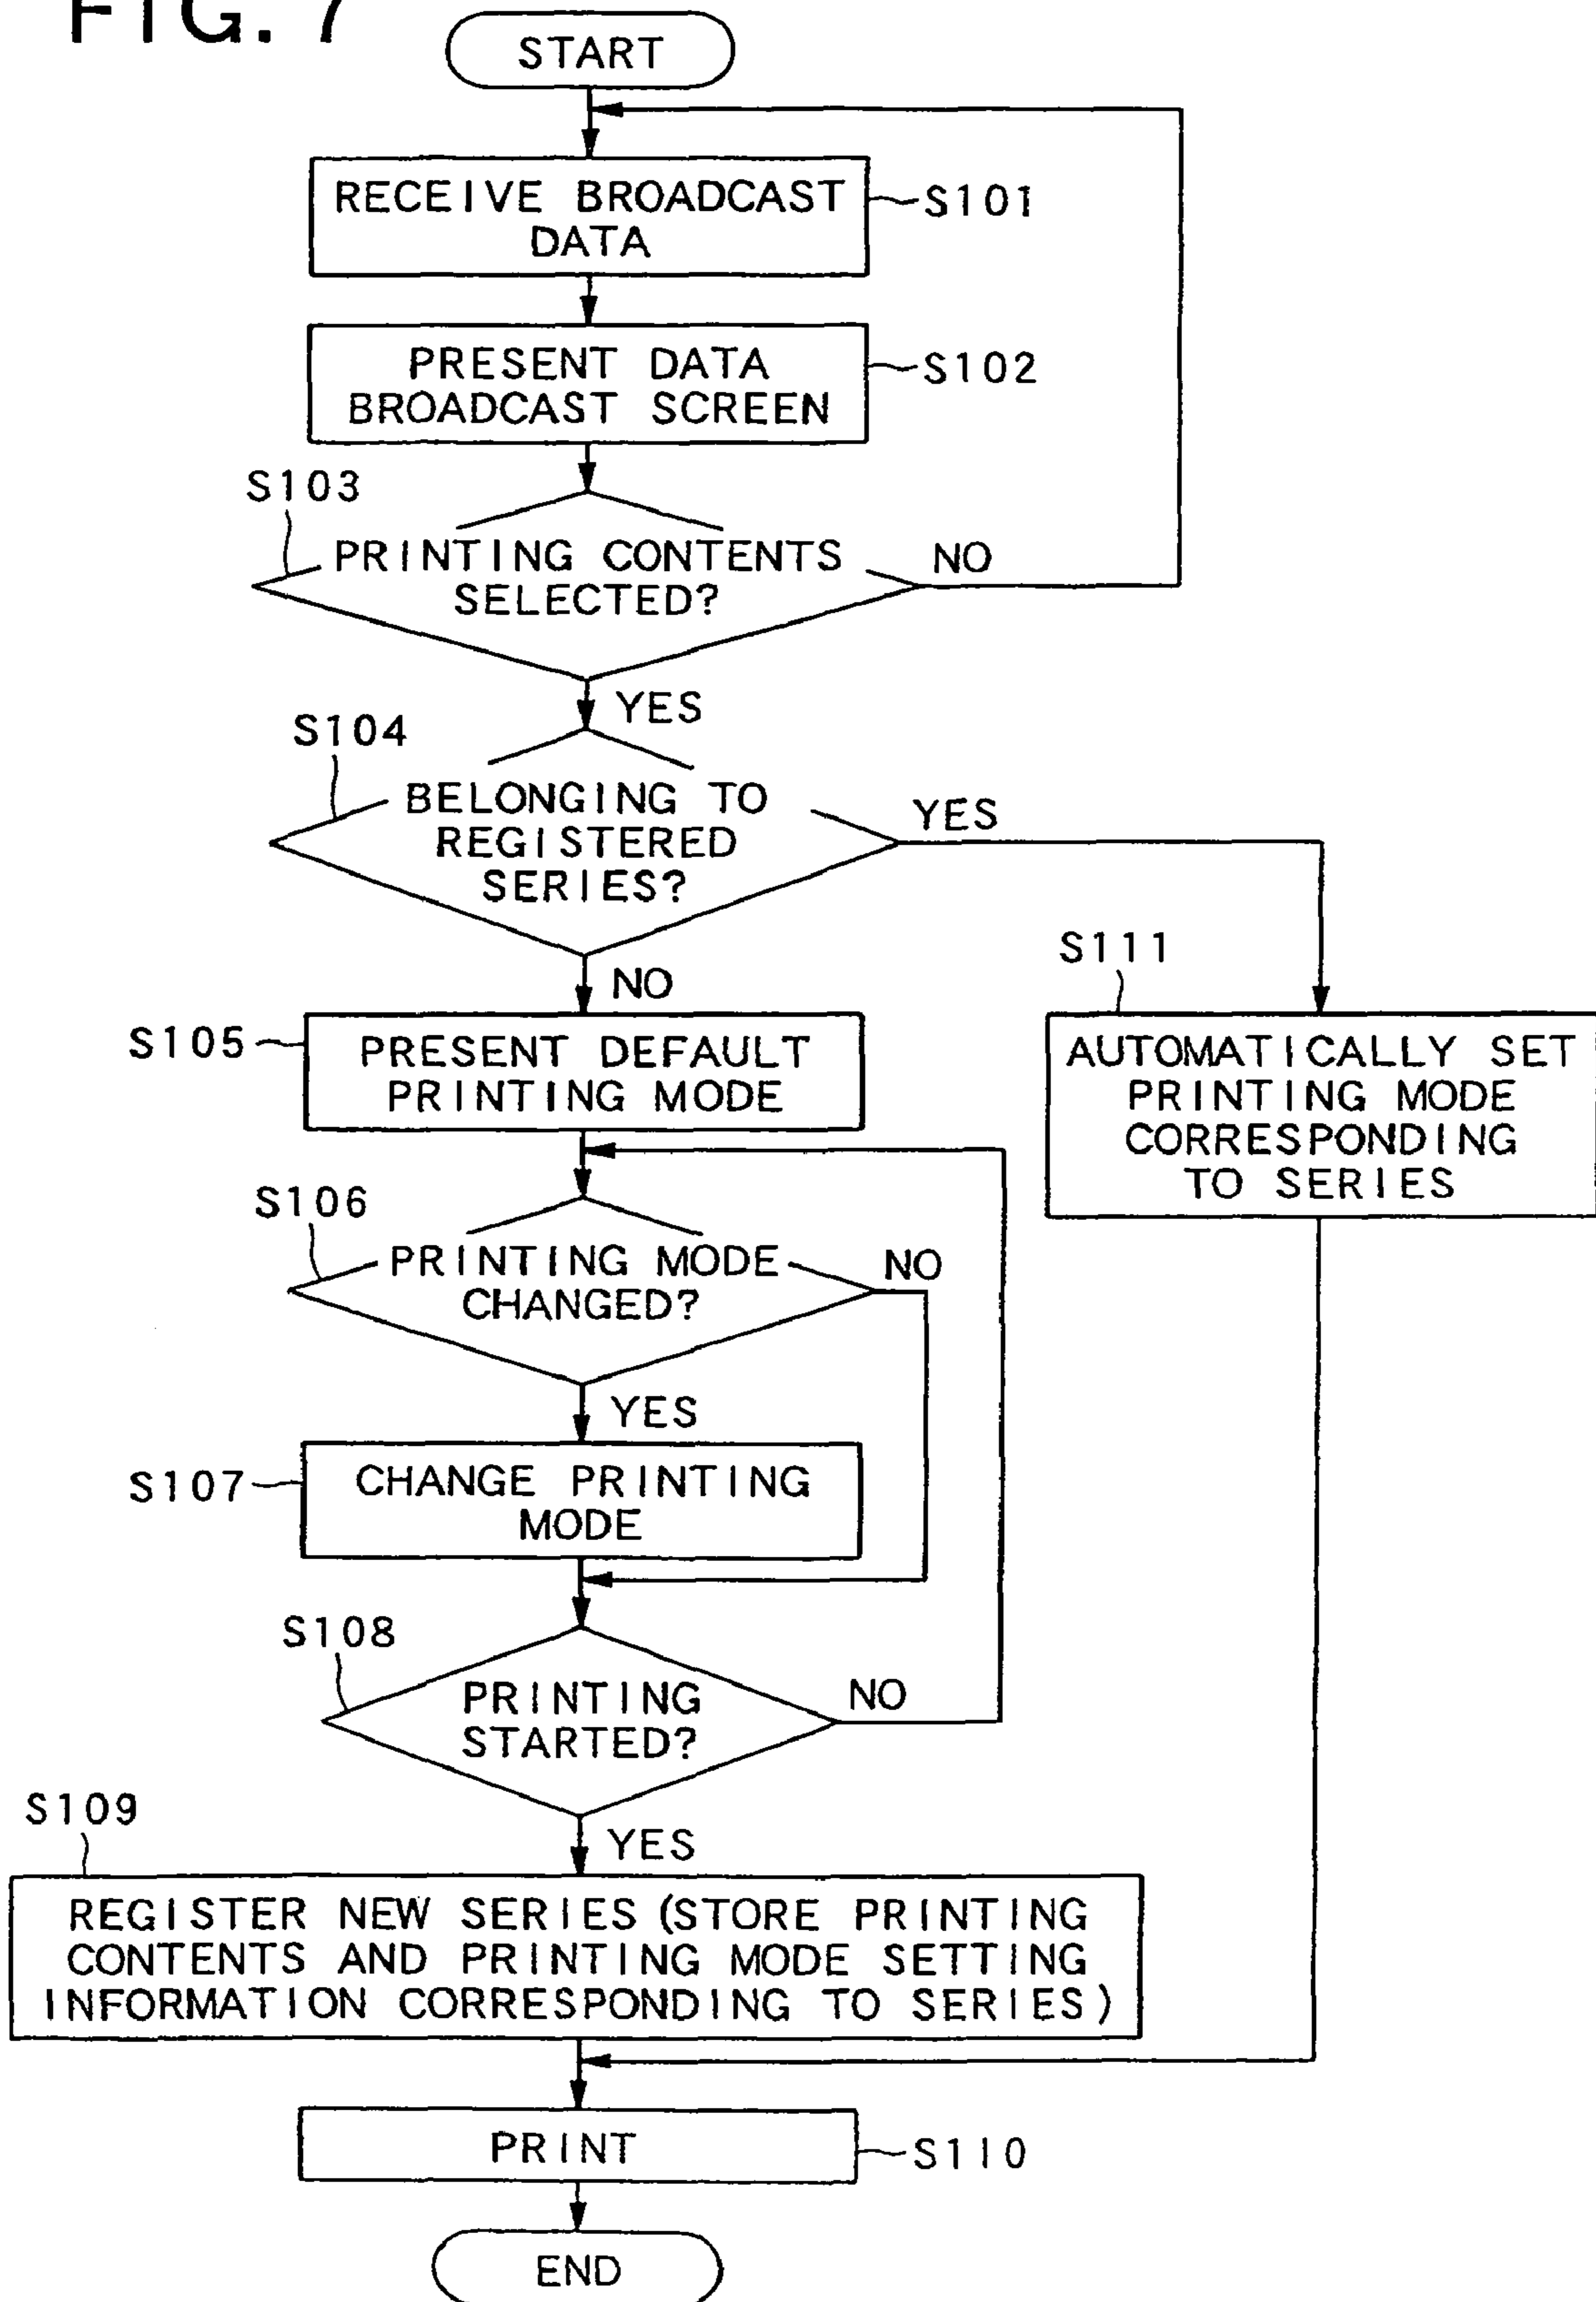 FIG. 7
START
RECEIVE BROADCAST
DATA
S101
PRESENT DATA
BROADCAST SCREEN
S102
S103
PRINTING CONTENTS
SELECTED?
NO
YES
S104
BELONGING TO
REGISTERED
SERIES?
YES
NO
S111
S105
PRESENT DEFAULT
PRINTING MODE
AUTOMATICALLY SET
PRINTING MODE
CORRESPONDING
TO SERIES
S106
PRINTING MODE
CHANGED?
NO
YES
S107
CHANGE PRINTING
MODE
S108
PRINTING
STARTED?
NO
YES
S109
REGISTER NEW SERIES (STORE PRINTING
CONTENTS AND PRINTING MODE SETTING
INFORMATION CORRESPONDING TO SERIES)
PRINT
S110
END